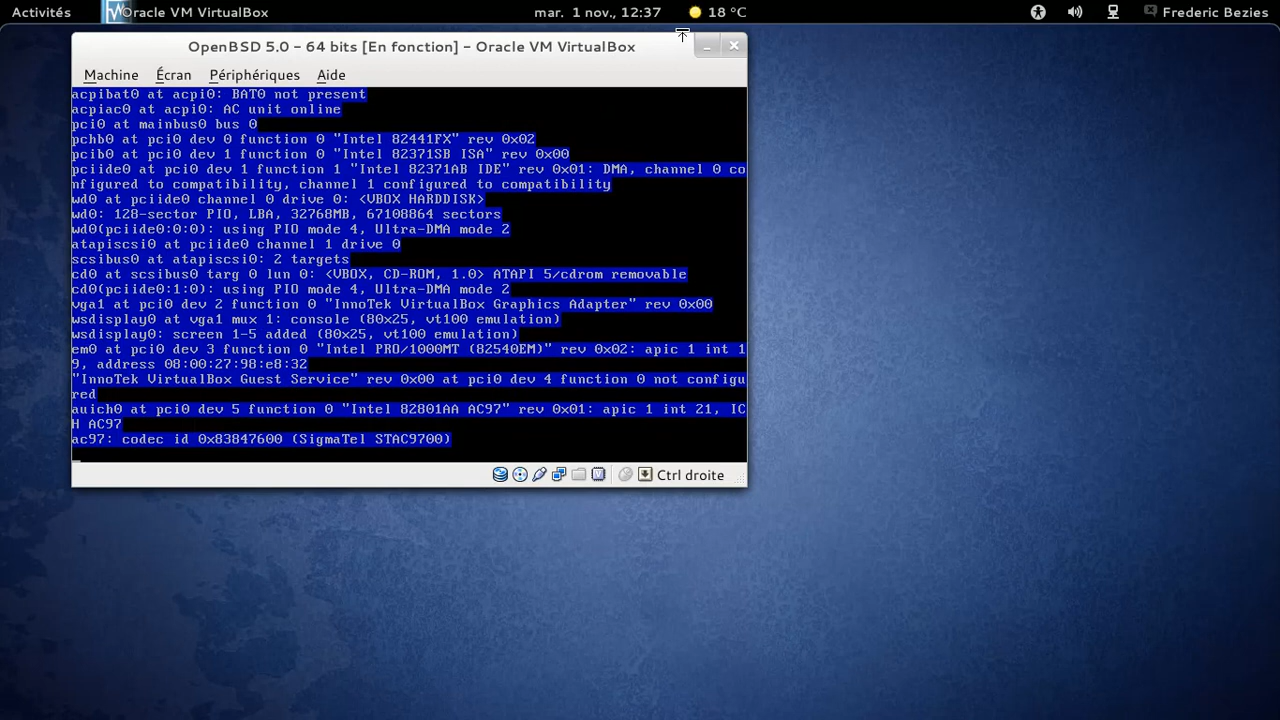 Activités
Oracle VM VirtualBox
mar. 1 nov., 12:37
18 °C
Frederic Bezies
OpenBSD 5.0 - 64 bits [En fonction] - Oracle VM VirtualBox
Machine Écran Périphériques Aide
acpibat0 at acpi0: BAT0 not present
acpiac0 at acpi0: AC unit online
pci0 at mainbus0 bus 0
pchb0 at pci0 dev 0 function 0 "Intel 82441FX" rev 0x02
pcib0 at pci0 dev 1 function 0 "Intel 82371SB ISA" rev 0x00
pciide0 at pci0 dev 1 function 1 "Intel 82371AB IDE" rev 0x01: DMA, channel 0 co
nfigured to compatibility, channel 1 configured to compatibility
wd0 at pciide0 channel 0 drive 0: <VBOX HARDDISK>
wd0: 128-sector PIO, LBA, 32768MB, 67108864 sectors
wd0(pciide0:0:0): using PIO mode 4, Ultra-DMA mode 2
atapiscsi0 at pciide0 channel 1 drive 0
scsibus0 at atapiscsi0: 2 targets
cd0 at scsibus0 targ 0 lun 0: <VBOX, CD-ROM, 1.0> ATAPI 5/cdrom removable
cd0(pciide0:1:0): using PIO mode 4, Ultra-DMA mode 2
vga1 at pci0 dev 2 function 0 "InnoTek VirtualBox Graphics Adapter" rev 0x00
wsdisplay0 at vga1 mux 1: console (80x25, vt100 emulation)
wsdisplay0: screen 1-5 added (80x25, vt100 emulation)
em0 at pci0 dev 3 function 0 "Intel PRO/1000MT (82540EM)" rev 0x02: apic 1 int 1
9, address 08:00:27:98:e8:32
"InnoTek VirtualBox Guest Service" rev 0x00 at pci0 dev 4 function 0 not configu
red
auich0 at pci0 dev 5 function 0 "Intel 82801AA AC97" rev 0x01: apic 1 int 21, IC
H AC97
ac97: codec id 0x83847600 (SigmaTel STAC9700)
Ctrl droite